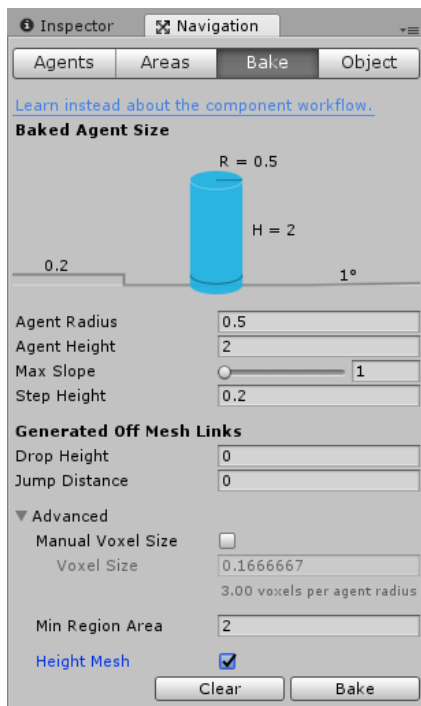 Inspector Navigation
Agents Areas Bake Object
Learn instead about the component workflow.
Baked Agent Size
R = 0.5
H = 2
0.2
1°
Agent Radius 0.5
Agent Height 2
Max Slope 1
Step Height 0.2
Generated Off Mesh Links
Drop Height 0
Jump Distance 0
Advanced
Manual Voxel Size
Voxel Size 0.1666667
3.00 voxels per agent radius
Min Region Area 2
Height Mesh
Clear Bake